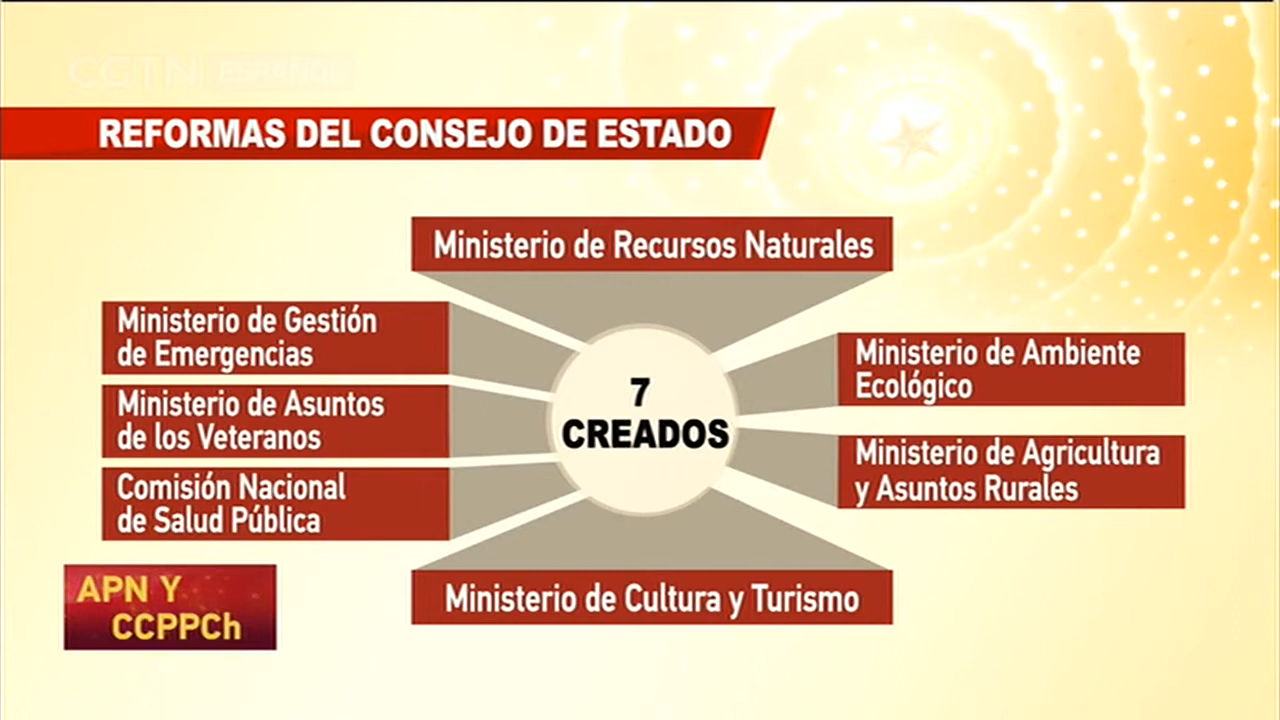 CGTN ESPAÑOL
REFORMAS DEL CONSEJO DE ESTADO
Ministerio de Recursos Naturales
Ministerio de Gestión
de Emergencias
Ministerio de Asuntos
de los Veteranos
Comisión Nacional
de Salud Pública
7
CREADOS
Ministerio de Ambiente
Ecológico
Ministerio de Agricultura
y Asuntos Rurales
Ministerio de Cultura y Turismo
APN Y
CCPPCh